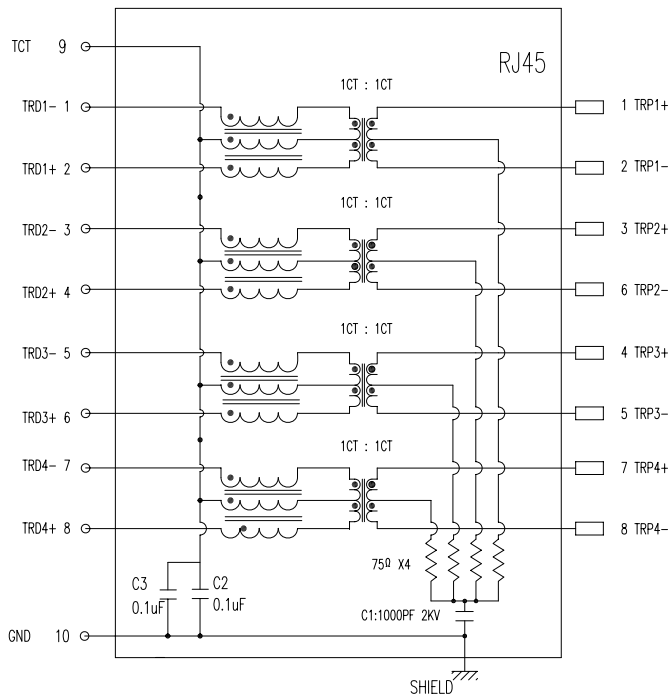 TCT 9
RJ45
1CT : 1CT
TRD1- 1
1 TRP1+
TRD1+ 2
2 TRP1-
1CT : 1CT
TRD2- 3
3 TRP2+
TRD2+ 4
6 TRP2-
1CT : 1CT
TRD3- 5
4 TRP3+
TRD3+ 6
5 TRP3-
1CT : 1CT
TRD4- 7
7 TRP4+
TRD4+ 8
8 TRP4-
75Ω X4
C3
0.1uF
C2
0.1uF
C1:1000PF 2KV
GND 10
SHIELD